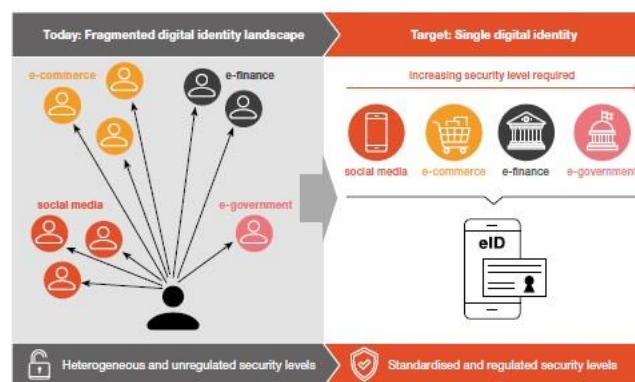 Today: Fragmented digital identity landscape
e-commerce
e-finance
social media
e-government
Heterogeneous and unregulated security levels
Target: Single digital identity
Increasing security level required
social media
e-commerce
e-finance
e-government
eID
Standardised and regulated security levels